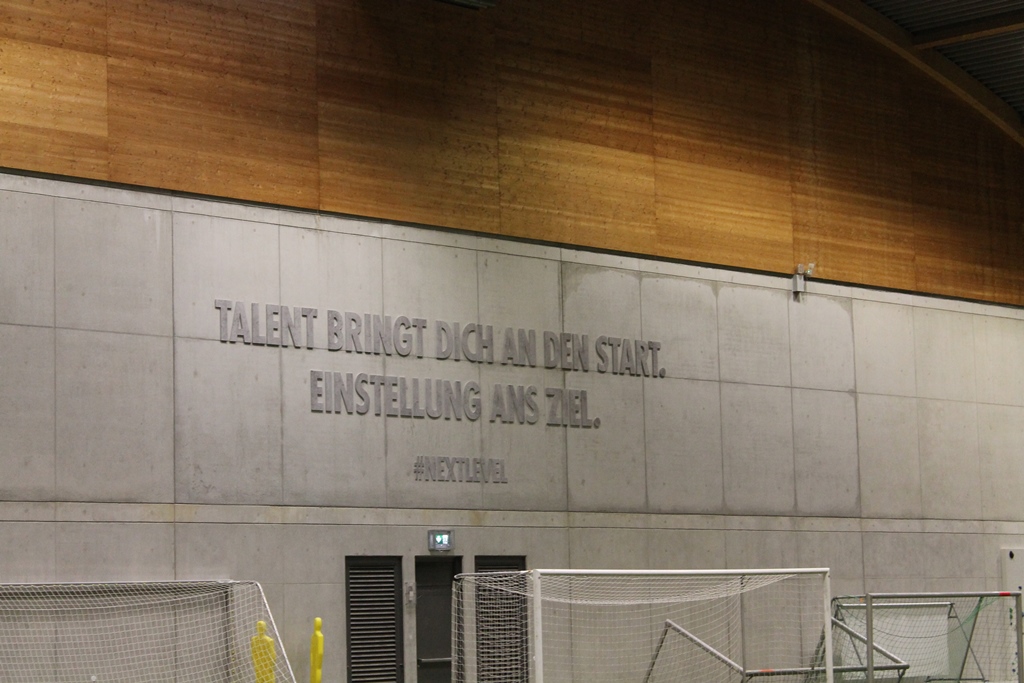 TALENT BRINGT DICH AN DEN START.
EINSTELLUNG ANS ZIEL.
#NEXTLEVEL